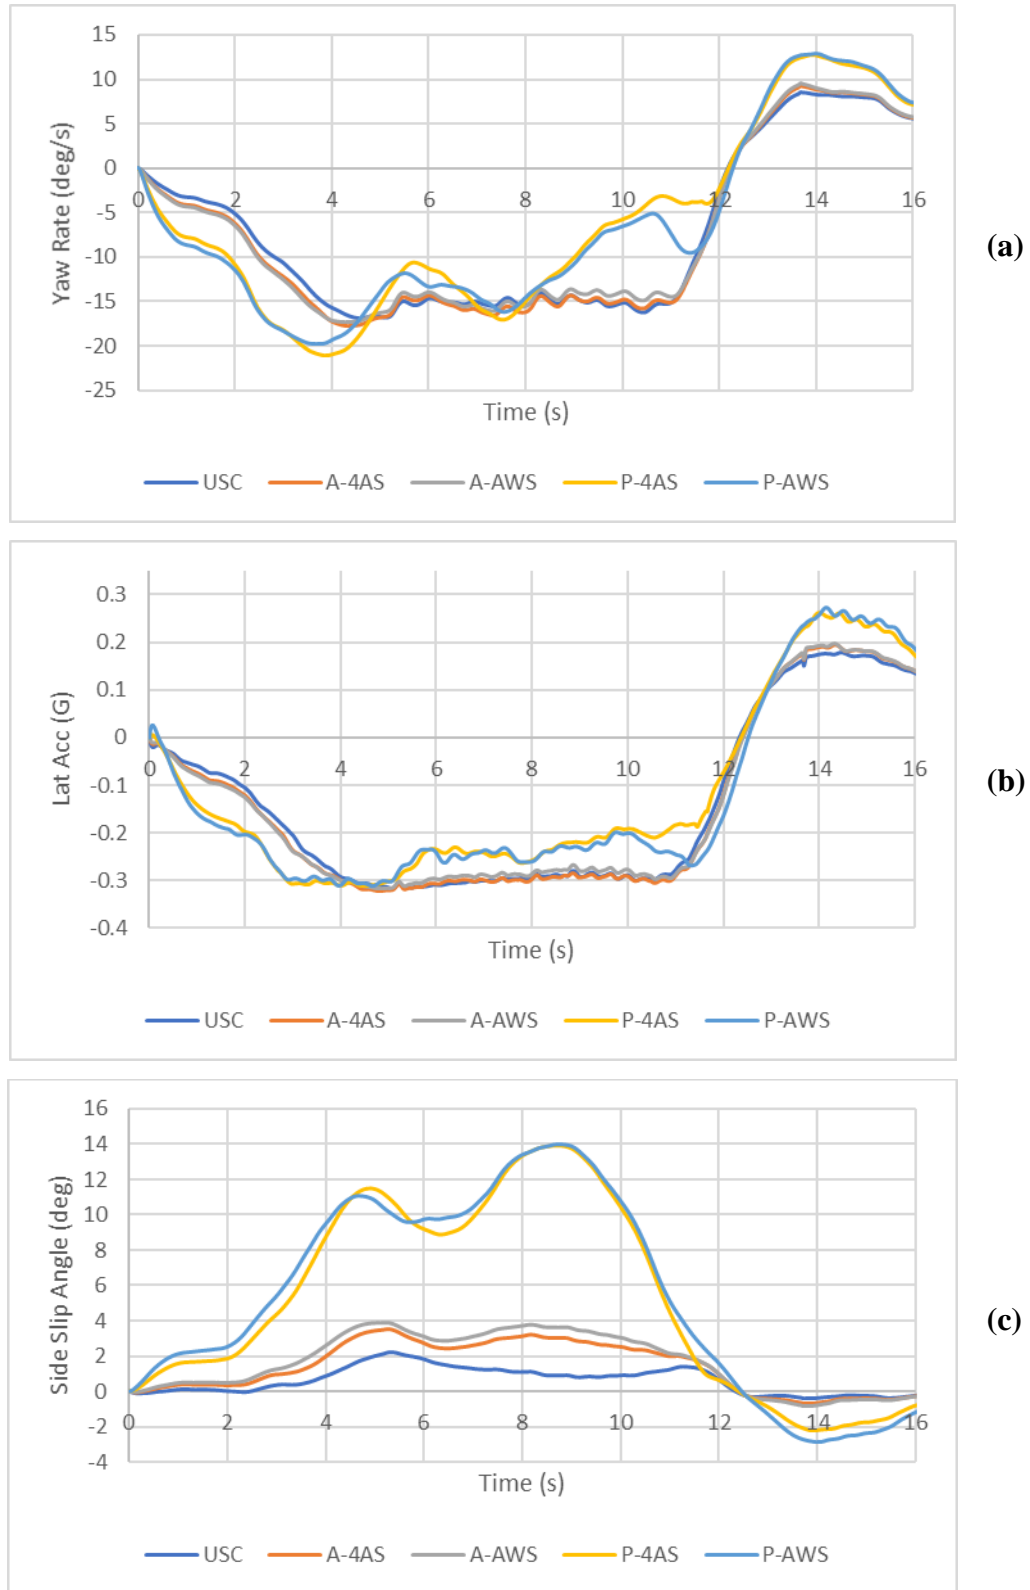 15
10
5
0
-5
-10
-15
-20
-25
0 2 4 6 8 10 12 14 16
Yaw Rate (deg/s)
Time (s)
USC A-4AS A-AWS P-4AS P-AWS
(a)
0.3
0.2
0.1
0
-0.1
-0.2
-0.3
-0.4
0 2 4 6 8 10 12 14 16
Lat Acc (G)
Time (s)
USC A-4AS A-AWS P-4AS P-AWS
(b)
16
14
12
10
8
6
4
2
0
-2
-4
0 2 4 6 8 10 12 14 16
Side Slip Angle (deg)
Time (s)
USC A-4AS A-AWS P-4AS P-AWS
(c)